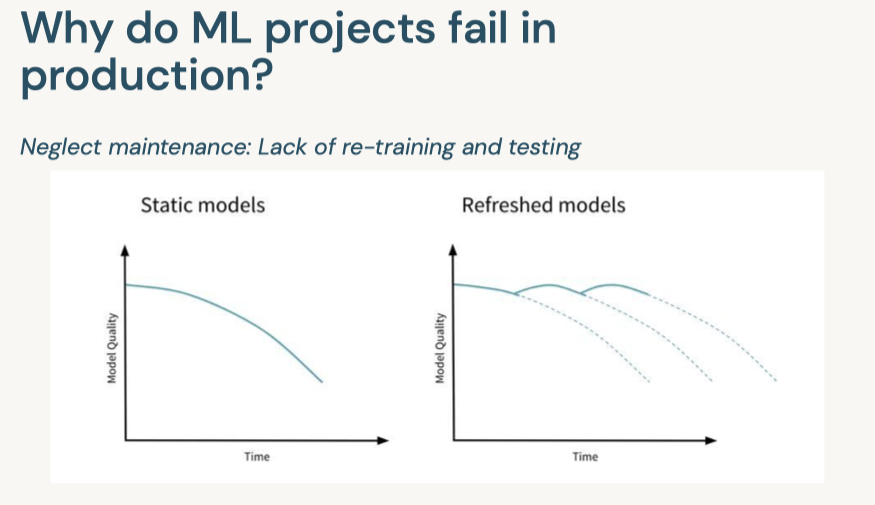 Why do ML projects fail in
production?
Neglect maintenance: Lack of re-training and testing
Static models
Refreshed models
Model Quality
Time
Model Quality
Time